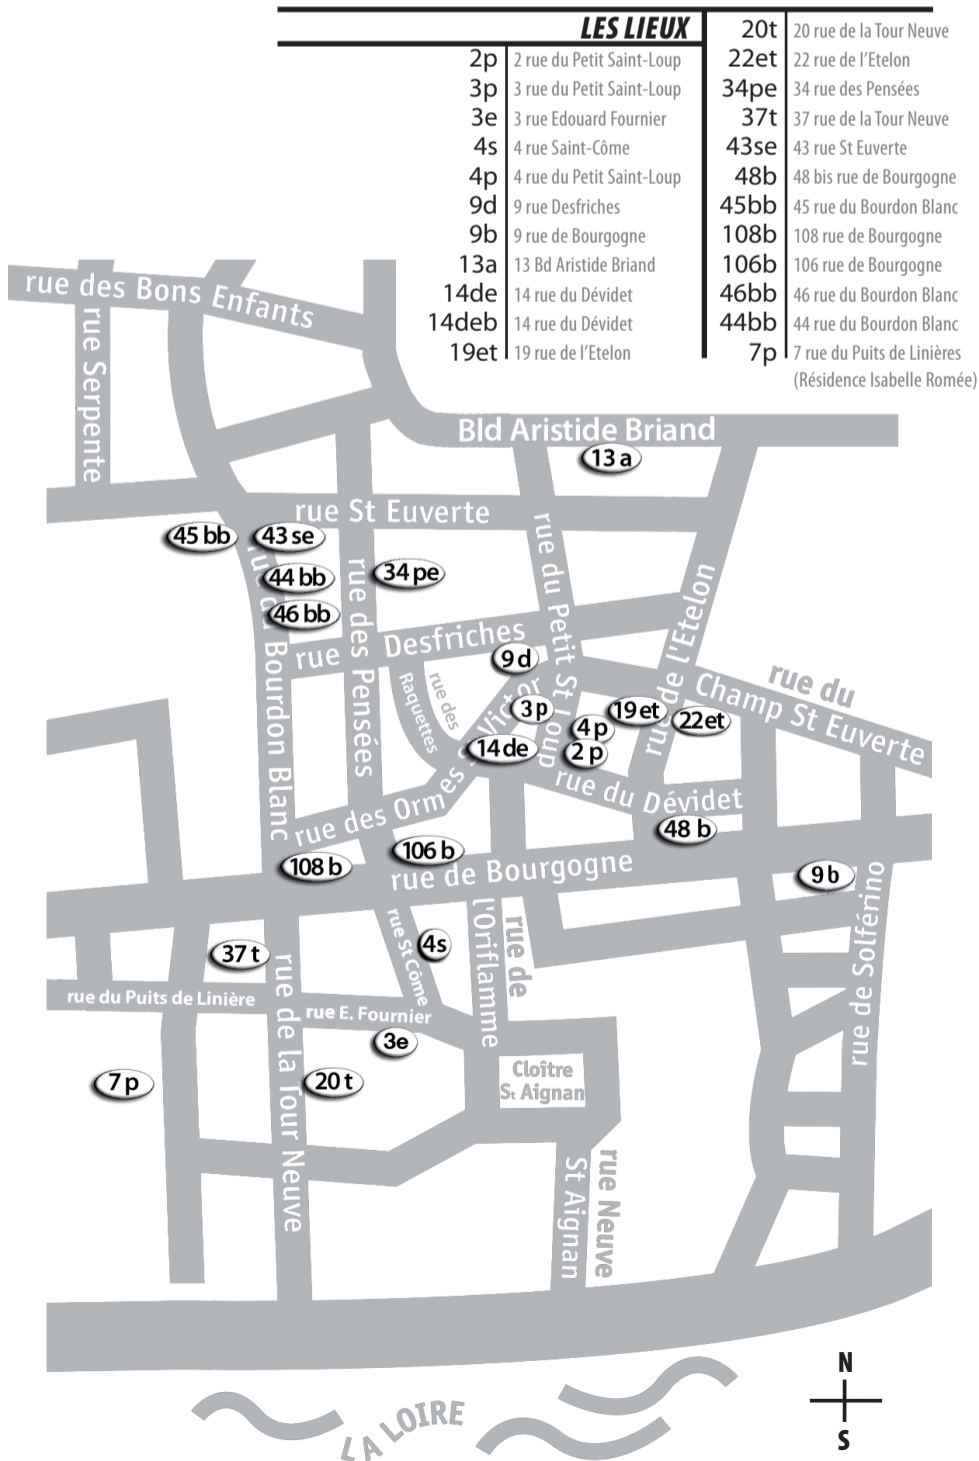 LES LIEUX
2p 2 rue du Petit Saint-Loup
3p 3 rue du Petit Saint-Loup
3e 3 rue Edouard Fournier
4s 4 rue Saint-Côme
4p 4 rue du Petit Saint-Loup
9d 9 rue Desfriches
9b 9 rue de Bourgogne
13a 13 Bd Aristide Briand
14de 14 rue du Dévidet
14deb 14 rue du Dévidet
19et 19 rue de l'Etelon
20t 20 rue de la Tour Neuve
22et 22 rue de l'Etelon
34pe 34 rue des Pensées
37t 37 rue de la Tour Neuve
43se 43 rue St Euverte
48b 48 bis rue de Bourgogne
45bb 45 rue du Bourdon Blanc
108b 108 rue de Bourgogne
106b 106 rue de Bourgogne
46bb 46 rue du Bourdon Blanc
44bb 44 rue du Bourdon Blanc
7p 7 rue du Puits de Linières
(Résidence Isabelle Romée)
rue des Bons Enfants
rue Serpente
Bld Aristide Briand
13 a
rue St Euverte
45 bb
43 se
44 bb
34 pe
46 bb
rue du Bourdon Blanc
rue des Pensées
rue du Petit St Loup
rue de l'Etelon
rue Desfriches
9 d
rue des
Raquettes
rue du
Champ St Euverte
3 p
19 et
22 et
4 p
14 de
2 p
rue des Ormes St Victor
rue du Dévidet
48 b
106 b
108 b
rue de Bourgogne
9 b
rue St Côme
4s
rue de
l'Oriflamme
rue de Solférino
37 t
rue du Puits de Linière
rue E. Fournier
rue de la Tour Neuve
3e
7 p
20 t
Cloître
St Aignan
rue Neuve
St Aignan
LA LOIRE
N
S